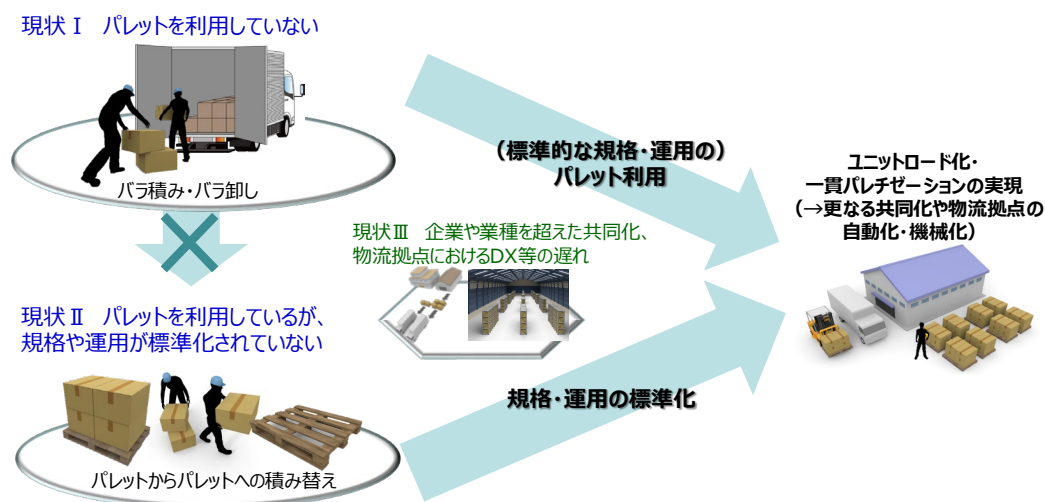 現状Ⅰ　パレットを利用していない
バラ積み・バラ卸し
（標準的な規格・運用の）
パレット利用
ユニットロード化・
一貫パレチゼーションの実現
（→更なる共同化や物流拠点の
自動化・機械化）
現状Ⅲ　企業や業種を超えた共同化、
物流拠点におけるDX等の遅れ
現状Ⅱ　パレットを利用しているが、
規格や運用が標準化されていない
規格・運用の標準化
パレットからパレットへの積み替え